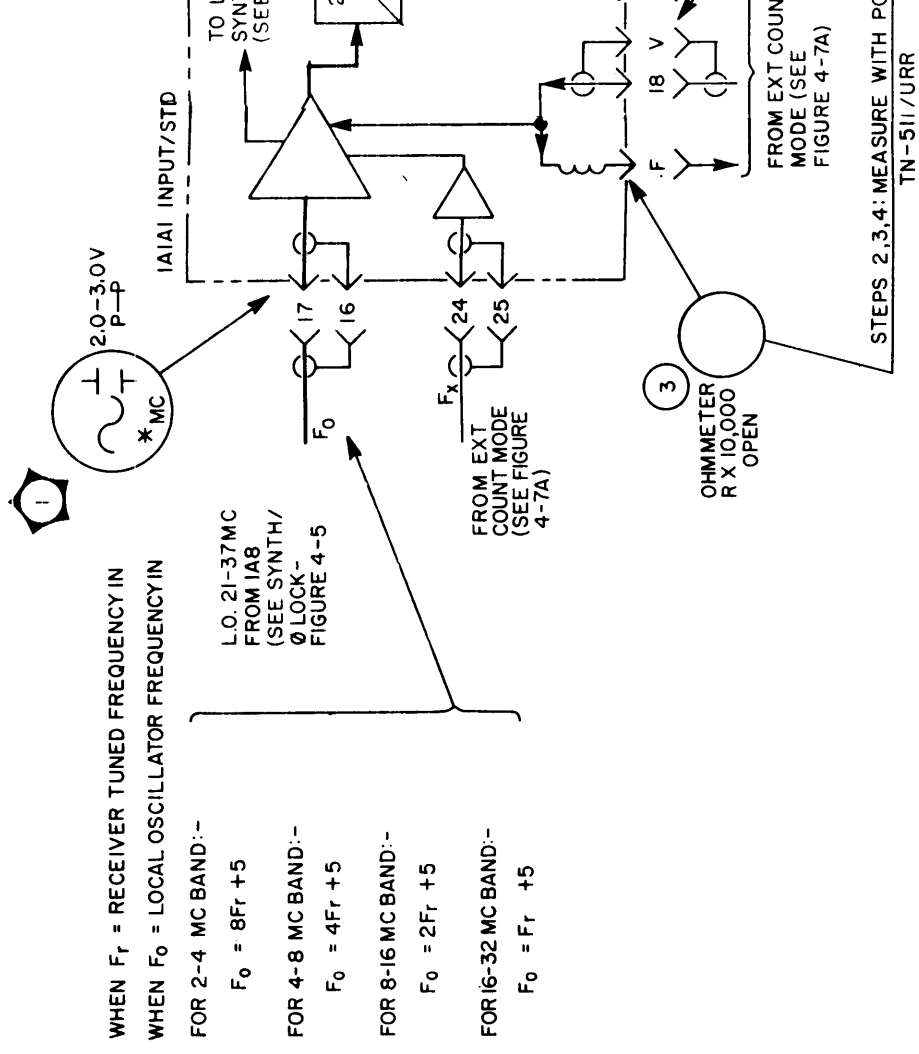 WHEN Fr = RECEIVER TUNED FREQUENCY IN
WHEN Fo = LOCAL OSCILLATOR FREQUENCY IN
FOR 2-4 MC BAND:-
Fo = 8Fr +5
FOR 4-8 MC BAND:-
Fo = 4Fr +5
FOR 8-16 MC BAND:-
Fo = 2Fr +5
FOR 16-32 MC BAND:-
Fo = Fr +5
1
*MC
2.0-3.0V
P-P
L.O. 21-37MC
FROM 1A8
(SEE SYNTH/
Ø LOCK-
FIGURE 4-5
Fo
17
16
1A1A1 INPUT/STD
TO
SYN
(SEE
2
FROM EXT
COUNT MODE
(SEE FIGURE
4-7A)
Fx
24
25
F
18
V
3
OHMMETER
R X 10,000
OPEN
FROM EXT COUN
MODE (SEE
FIGURE 4-7A)
STEPS 2,3,4: MEASURE WITH PO
TN-511/URR